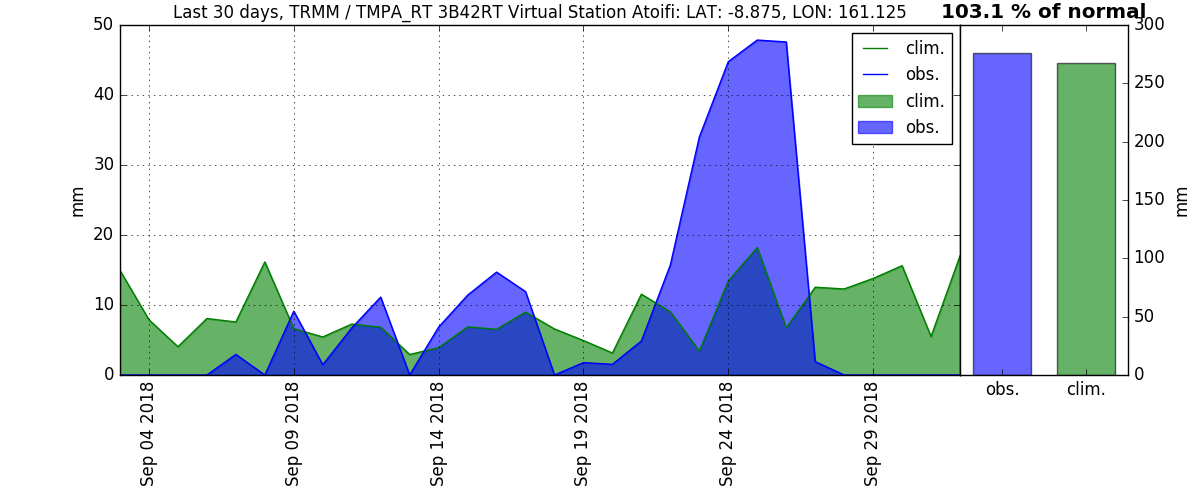 Last 30 days, TRMM / TMPA_RT 3B42RT Virtual Station Atoifi: LAT: -8.875, LON: 161.125
103.1 % of normal
50
40
30
20
10
0
mm
Sep 04 2018
Sep 09 2018
Sep 14 2018
Sep 19 2018
Sep 24 2018
Sep 29 2018
clim.
obs.
clim.
obs.
300
250
200
150
100
50
0
mm
obs.
clim.